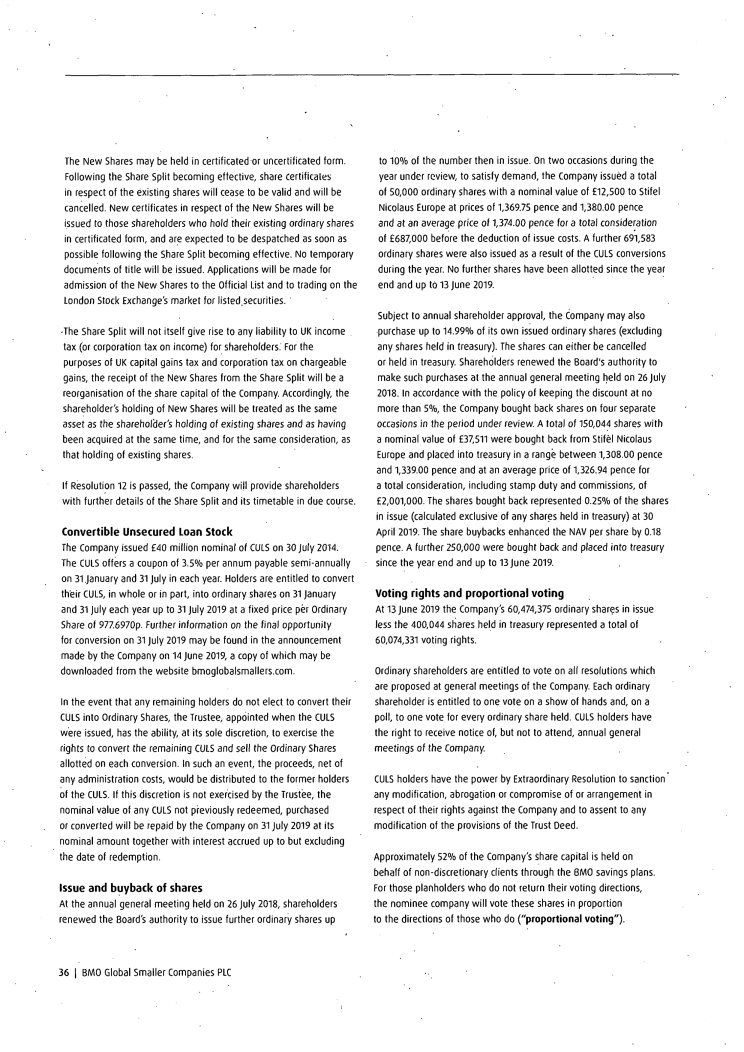 The New Shares may be held in certificated or uncertificated form.
Following the Share Split becoming effective, share certificates
in respect of the existing shares will cease to be valid and will be
cancelled. New certificates in respect of the New Shares will be
issued to those shareholders who hold their existing ordinary shares
in certificated form, and are expected to be despatched as soon as
possible following the Share Split becoming effective. No temporary
documents of title will be issued. Applications will be made for
admission of the New Shares to the Official List and to trading on the
London Stock Exchange's market for listed securities.
The Share Split will not itself give rise to any liability to UK income
tax (or corporation tax on income) for shareholders. For the
purposes of UK capital gains tax and corporation tax on chargeable
gains, the receipt of the New Shares from the Share Split will be a
reorganisation of the share capital of the Company. Accordingly, the
shareholder's holding of New Shares will be treated as the same
asset as the shareholder's holding of existing shares and as having
been acquired at the same time, and for the same consideration, as
that holding of existing shares.
If Resolution 12 is passed, the Company will provide shareholders
with further details of the Share Split and its timetable in due course.
Convertible Unsecured Loan Stock
The Company issued £40 million nominal of CULS on 30 July 2014.
The CULS offers a coupon of 3.5% per annum payable semi-annually
on 31 January and 31 July in each year. Holders are entitled to convert
their CULS, in whole or in part, into ordinary shares on 31 January
and 31 July each year up to 31 July 2019 at a fixed price per Ordinary
Share of 977.6970p. Further information on the final opportunity
for conversion on 31 July 2019 may be found in the announcement
made by the Company on 14 June 2019, a copy of which may be
downloaded from the website bmoglobalsmallers.com.
In the event that any remaining holders do not elect to convert their
CULS into Ordinary Shares, the Trustee, appointed when the CULS
were issued, has the ability, at its sole discretion, to exercise the
rights to convert the remaining CULS and sell the Ordinary Shares
allotted on each conversion. In such an event, the proceeds, net of
any administration costs, would be distributed to the former holders
of the CULS. If this discretion is not exercised by the Trustee, the
nominal value of any CULS not previously redeemed, purchased
or converted will be repaid by the Company on 31 July 2019 at its
nominal amount together with interest accrued up to but excluding
the date of redemption.
Issue and buyback of shares
At the annual general meeting held on 26 July 2018, shareholders
renewed the Board's authority to issue further ordinary shares up
to 10% of the number then in issue. On two occasions during the
year under review, to satisfy demand, the Company issued a total
of 50,000 ordinary shares with a nominal value of £12,500 to Stifel
Nicolaus Europe at prices of 1,369.75 pence and 1,380.00 pence
and at an average price of 1,374.00 pence for a total consideration
of £687,000 before the deduction of issue costs. A further 691,583
ordinary shares were also issued as a result of the CULS conversions
during the year. No further shares have been allotted since the year
end and up to 13 June 2019.
Subject to annual shareholder approval, the Company may also
purchase up to 14.99% of its own issued ordinary shares (excluding
any shares held in treasury). The shares can either be cancelled
or held in treasury. Shareholders renewed the Board's authority to
make such purchases at the annual general meeting held on 26 July
2018. In accordance with the policy of keeping the discount at no
more than 5%, the Company bought back shares on four separate
occasions in the period under review. A total of 150,044 shares with
a nominal value of £37,511 were bought back from Stifel Nicolaus
Europe and placed into treasury in a range between 1,308.00 pence
and 1,339.00 pence and at an average price of 1,326.94 pence for
a total consideration, including stamp duty and commissions, of
£2,001,000. The shares bought back represented 0.25% of the shares
in issue (calculated exclusive of any shares held in treasury) at 30
April 2019. The share buybacks enhanced the NAV per share by 0.18
pence. A further 250,000 were bought back and placed into treasury
since the year end and up to 13 June 2019.
Voting rights and proportional voting
At 13 June 2019 the Company's 60,474,375 ordinary shares in issue
less the 400,044 shares held in treasury represented a total of
60,074,331 voting rights.
Ordinary shareholders are entitled to vote on all resolutions which
are proposed at general meetings of the Company. Each ordinary
shareholder is entitled to one vote on a show of hands and, on a
poll, to one vote for every ordinary share held. CULS holders have
the right to receive notice of, but not to attend, annual general
meetings of the Company.
CULS holders have the power by Extraordinary Resolution to sanction
any modification, abrogation or compromise of or arrangement in
respect of their rights against the Company and to assent to any
modification of the provisions of the Trust Deed.
Approximately 52% of the Company's share capital is held on
behalf of non-discretionary clients through the BMO savings plans.
For those planholders who do not return their voting directions,
the nominee company will vote these shares in proportion
to the directions of those who do ("proportional voting").
36 | BMO Global Smaller Companies PLC